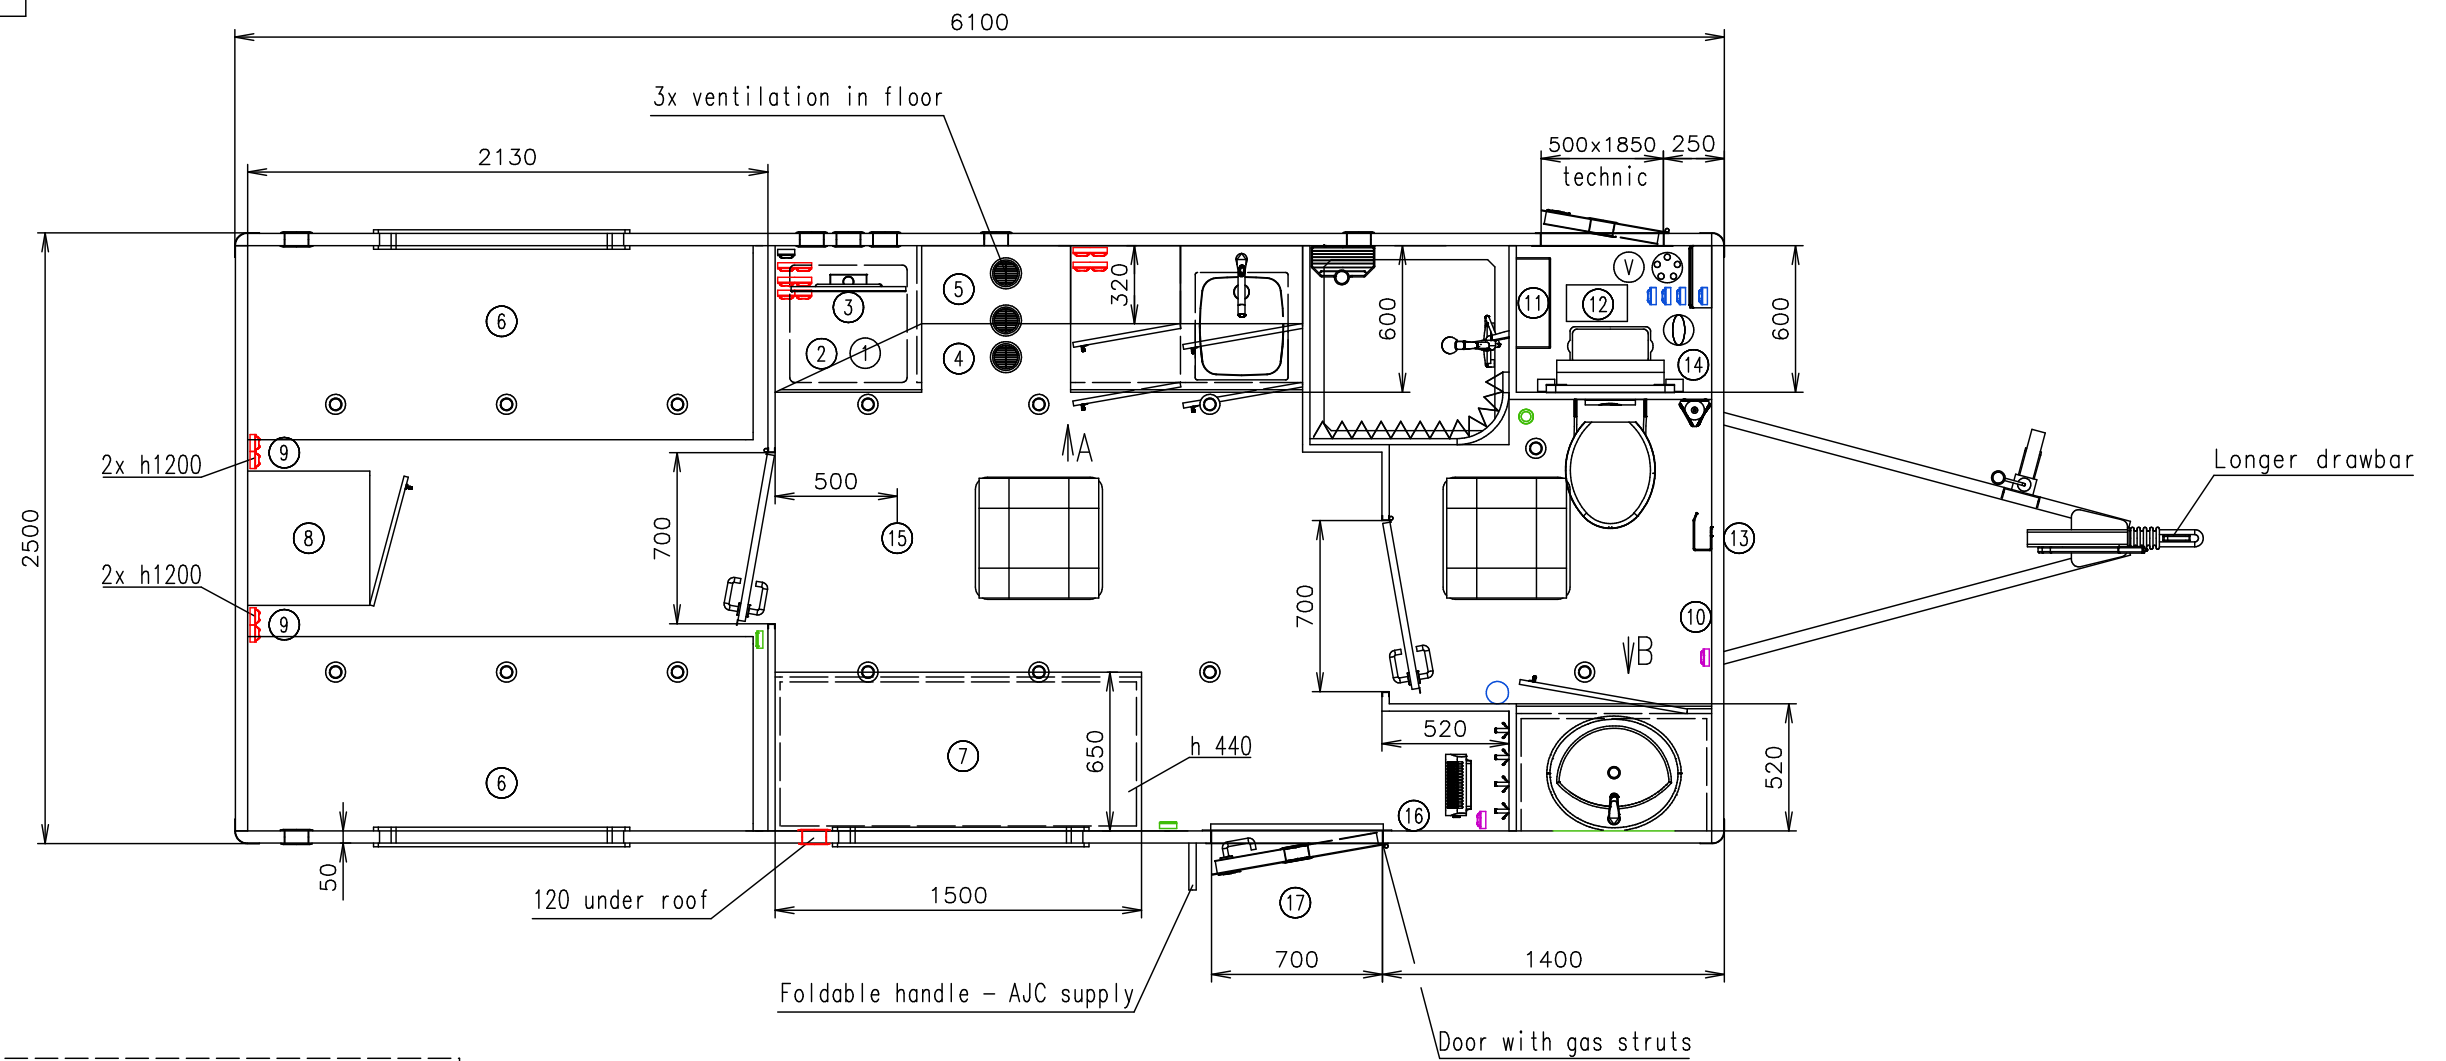 6100
3x ventilation in floor
2130
500x1850
250
technic
V
5
3
11
12
320
600
600
6
2
1
4
14
2x h1200
9
A
500
Longer drawbar
2500
8
700
15
13
2x h1200
9
700
10
B
520
650
h 440
7
6
16
520
50
120 under roof
1500
17
700
1400
Foldable handle - AJC supply
Door with gas struts